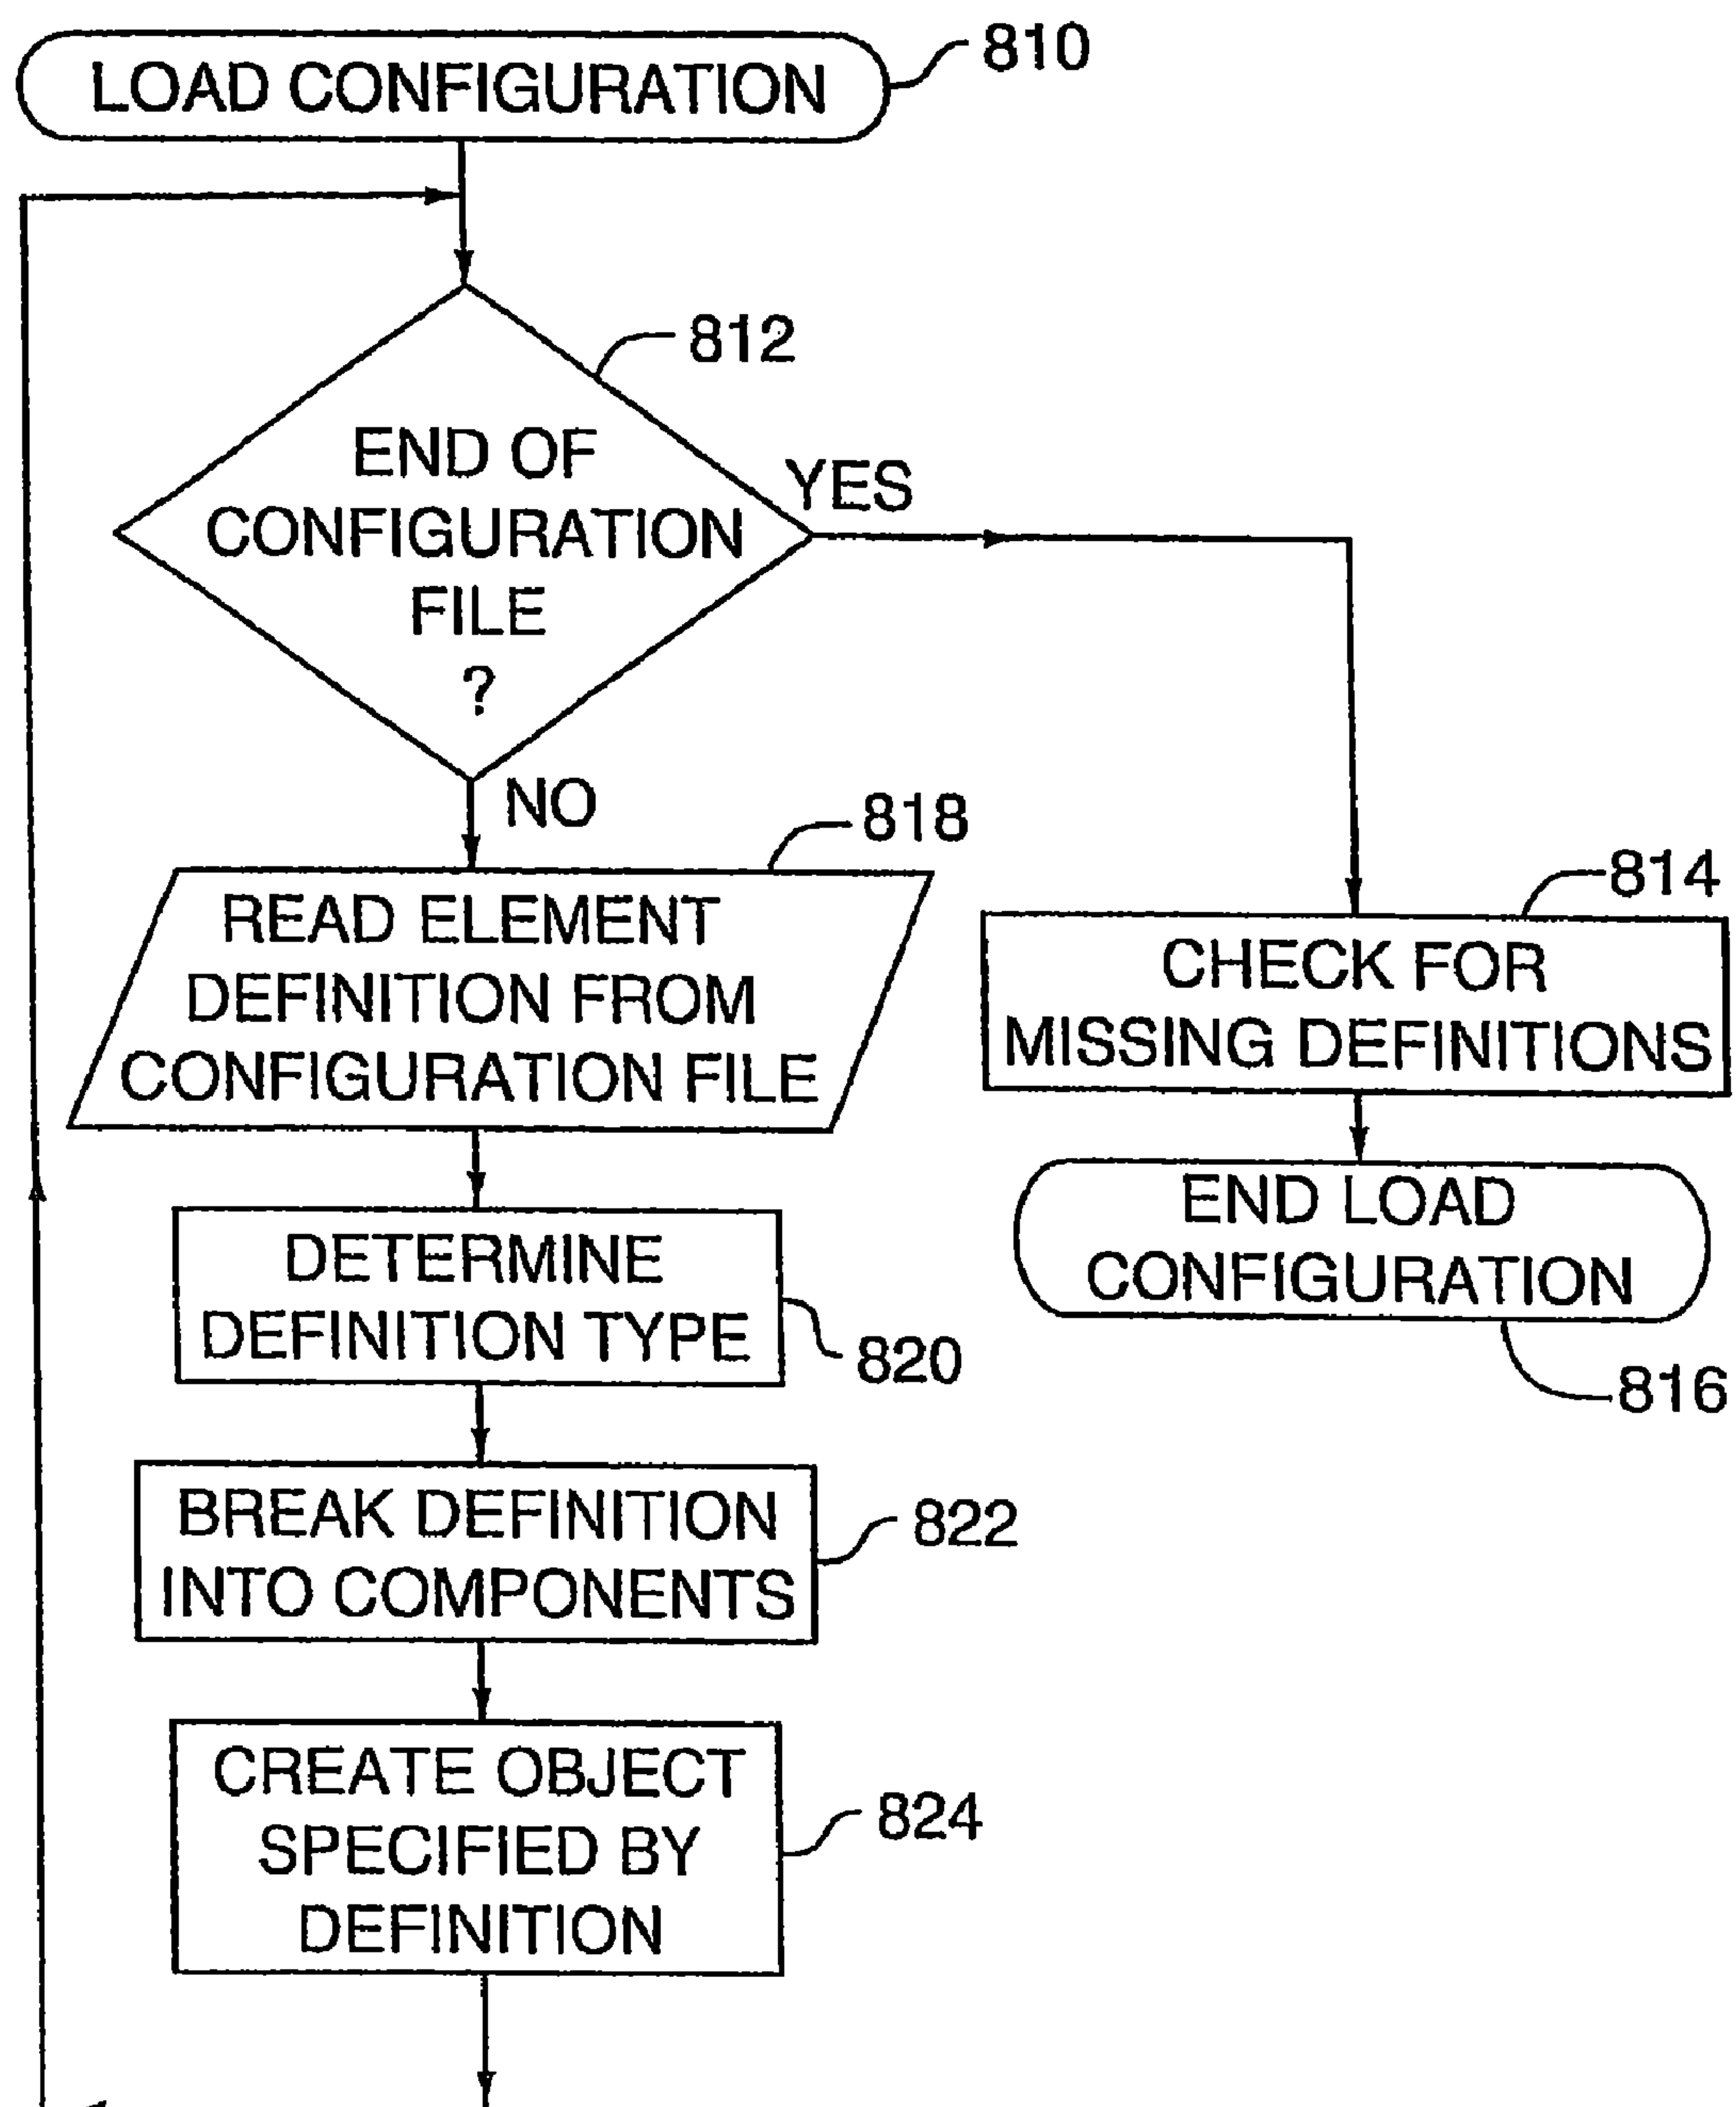 LOAD CONFIGURATION
810
812
END OF
CONFIGURATION
FILE
?
YES
NO
818
READ ELEMENT
DEFINITION FROM
CONFIGURATION FILE
814
CHECK FOR
MISSING DEFINITIONS
END LOAD
CONFIGURATION
816
DETERMINE
DEFINITION TYPE
820
BREAK DEFINITION
INTO COMPONENTS
822
CREATE OBJECT
SPECIFIED BY
DEFINITION
824